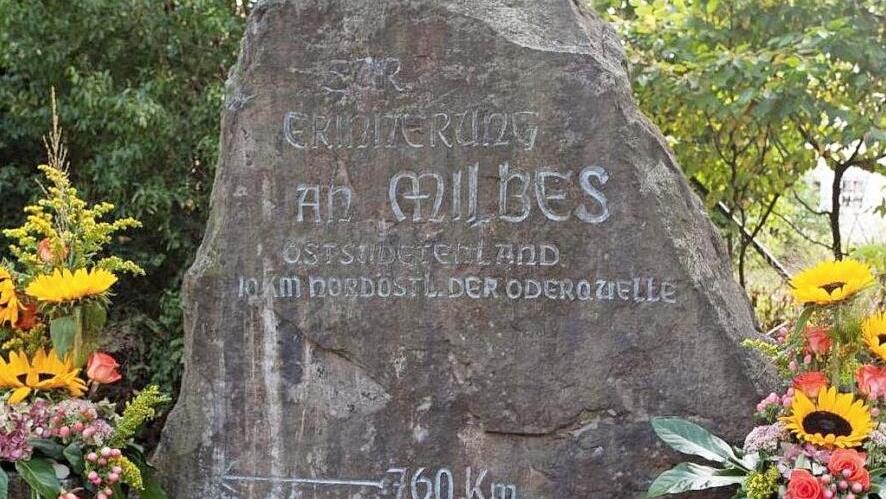 ZUR
ERINNERUNG
AN MILBES
OSTSUDETENLAND
10 KM NORDÖSTL. DER ODERQUELLE
760 Km